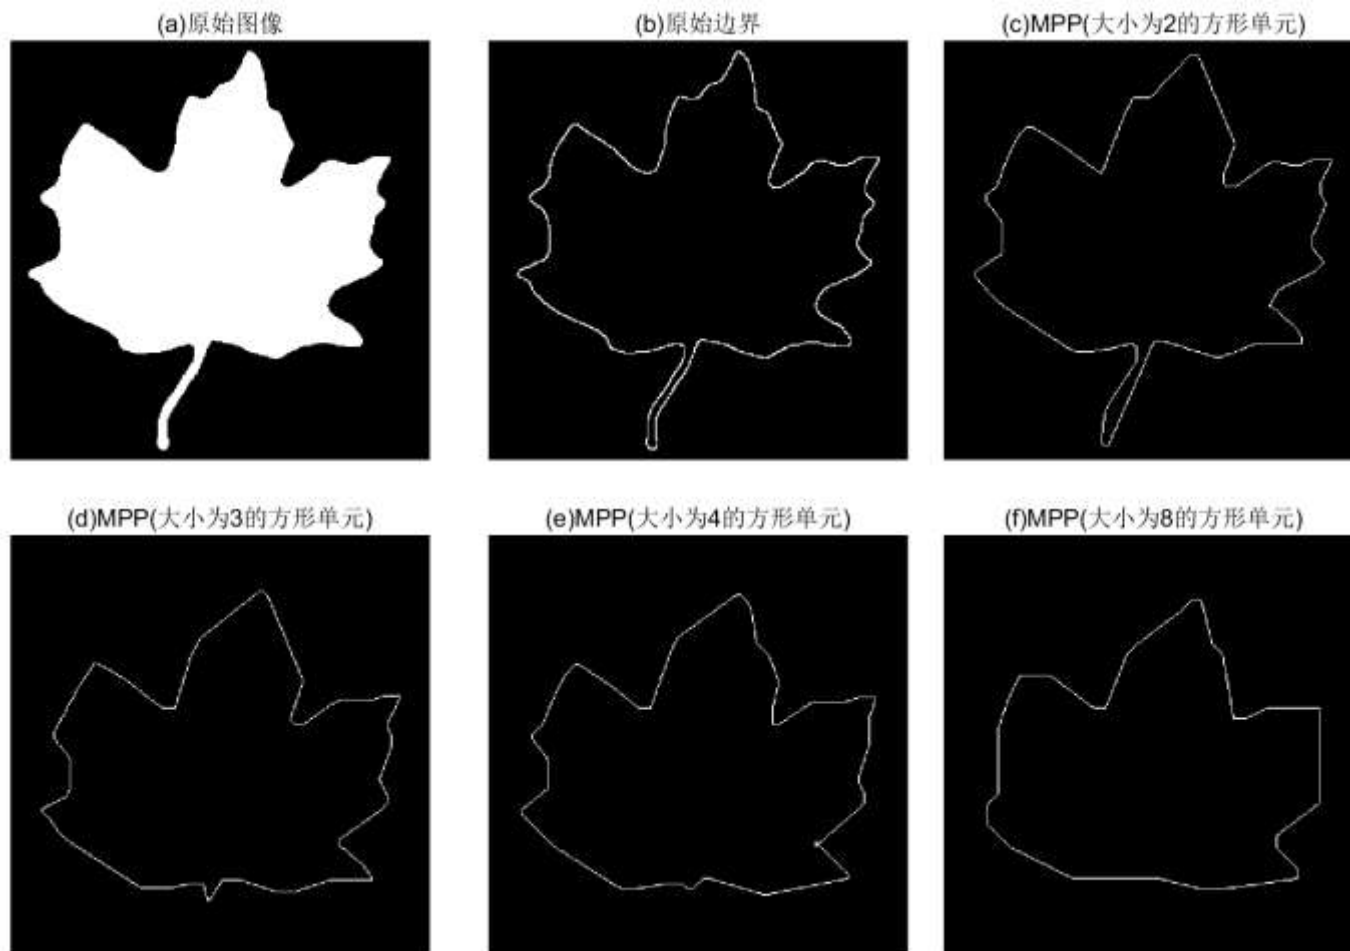 (a)原始图像
(b)原始边界
(c)MPP(大小为2的方形单元)
(d)MPP(大小为3的方形单元)
(e)MPP(大小为4的方形单元)
(f)MPP(大小为8的方形单元)